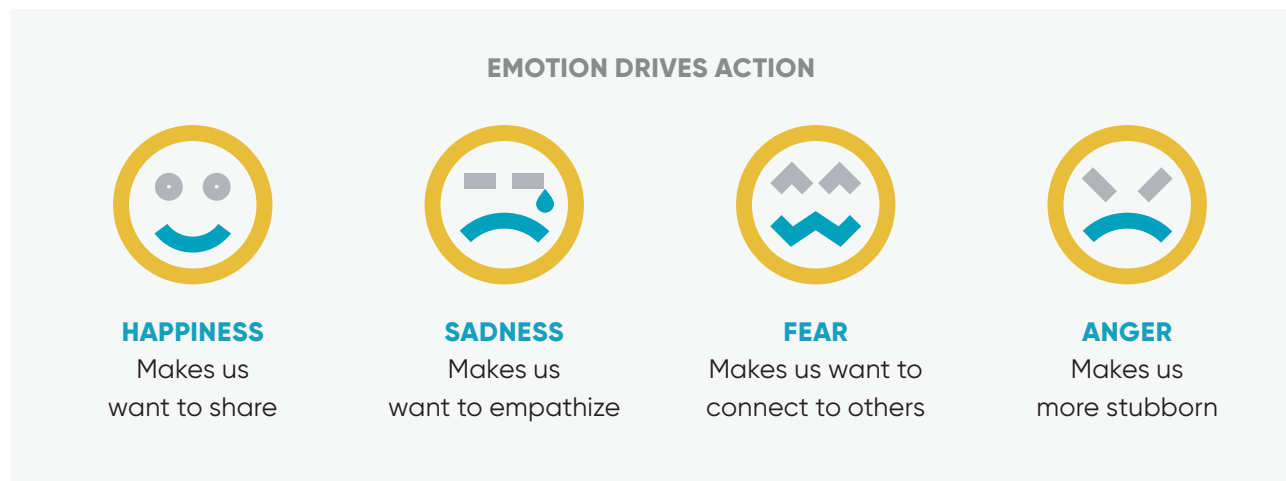 EMOTION DRIVES ACTION
HAPPINESS
Makes us
want to share
SADNESS
Makes us
want to empathize
FEAR
Makes us want to
connect to others
ANGER
Makes us
more stubborn